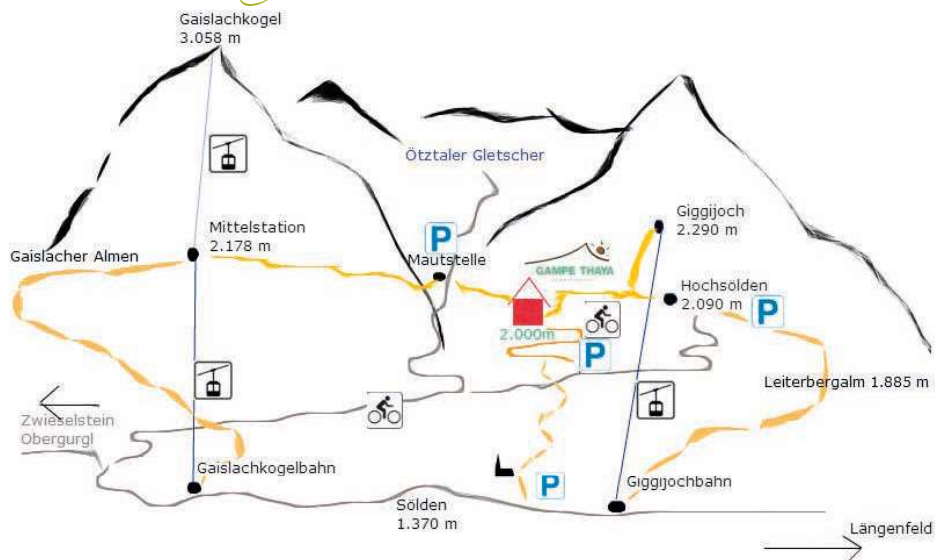 Gaislachkogel
3.058 m
Ötztaler Gletscher
P
Mittelstation
2.178 m
Giggijoch
2.290 m
Gaislacher Almen
Mautstelle
GAMPE THAYA
Hochsölden
2.090 m
P
2.000m
P
Leiterbergalm 1.885 m
Zwieselstein
Obergurgl
Gaislachkogelbahn
P
Giggijochbahn
Sölden
1.370 m
Längenfeld